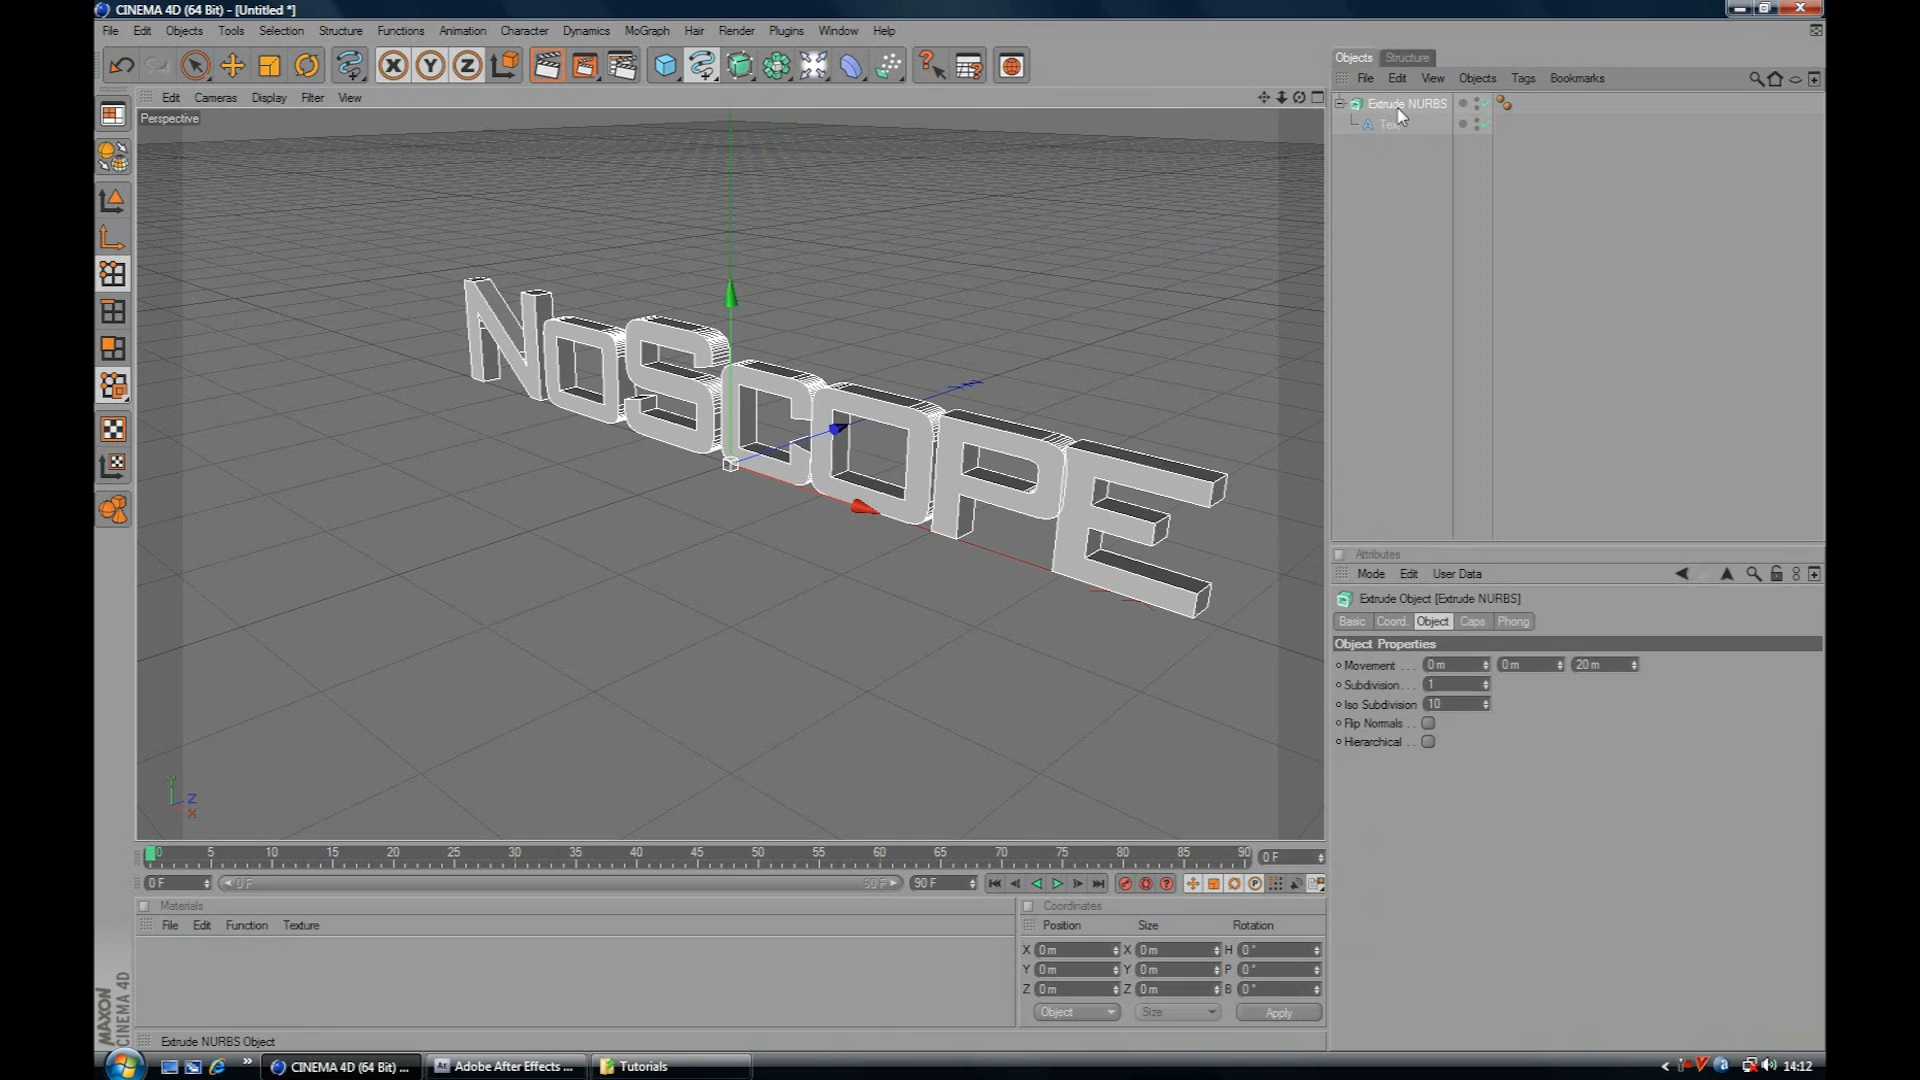 CINEMA 4D (64 Bit) - [Untitled *]
File Edit Objects Tools Selection Structure Functions Animation Character Dynamics MoGraph Hair Render Plugins Window Help
X Y Z
Objects Structure
File Edit View Objects Tags Bookmarks
Extrude NURBS
Edit Cameras Display Filter View
Perspective
NoSCOPE
Y
Z
X
Attributes
Mode Edit User Data
Extrude Object [Extrude NURBS]
Basic Coord. Object Caps Phong
Object Properties
Movement . . . 0 m 0 m 20 m
Subdivision. . . 1
Iso Subdivision 10
Flip Normals . .
Hierarchical . .
0 5 10 15 20 25 30 35 40 45 50 55 60 65 70 75 80 85 90 0 F
0 F 0 F 90 F 90 F
Materials
File Edit Function Texture
Coordinates
Position Size Rotation
X 0 m X 0 m H 0 °
Y 0 m Y 0 m P 0 °
Z 0 m Z 0 m B 0 °
Object Size Apply
MAXON
CINEMA 4D
Extrude NURBS Object
CINEMA 4D (64 Bit) ... Adobe After Effects ... Tutorials 14:12